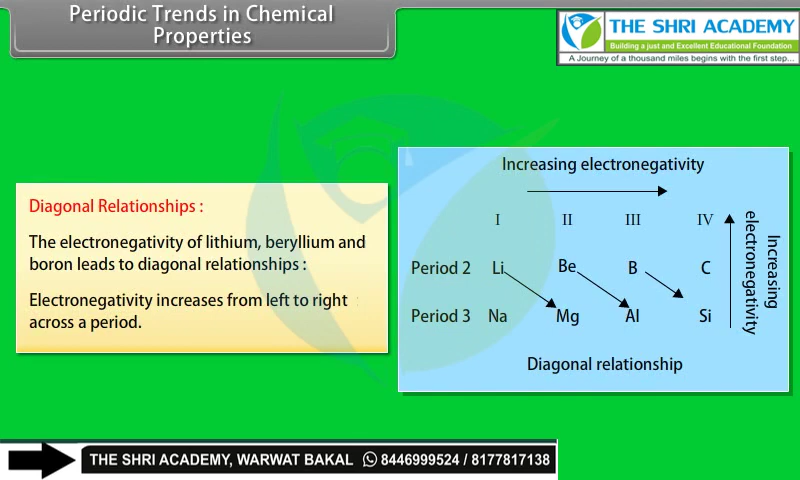 Periodic Trends in Chemical
Properties
THE SHRI ACADEMY
Building a just and Excellent Educational Foundation
A Journey of a thousand miles begins with the first step...
Diagonal Relationships :
The electronegativity of lithium, beryllium and
boron leads to diagonal relationships :
Electronegativity increases from left to right
across a period.
Increasing electronegativity
I II III IV
Period 2 Li Be B C
Period 3 Na Mg Al Si
Increasing
electronegativity
Diagonal relationship
THE SHRI ACADEMY, WARWAT BAKAL 8446999524 / 8177817138